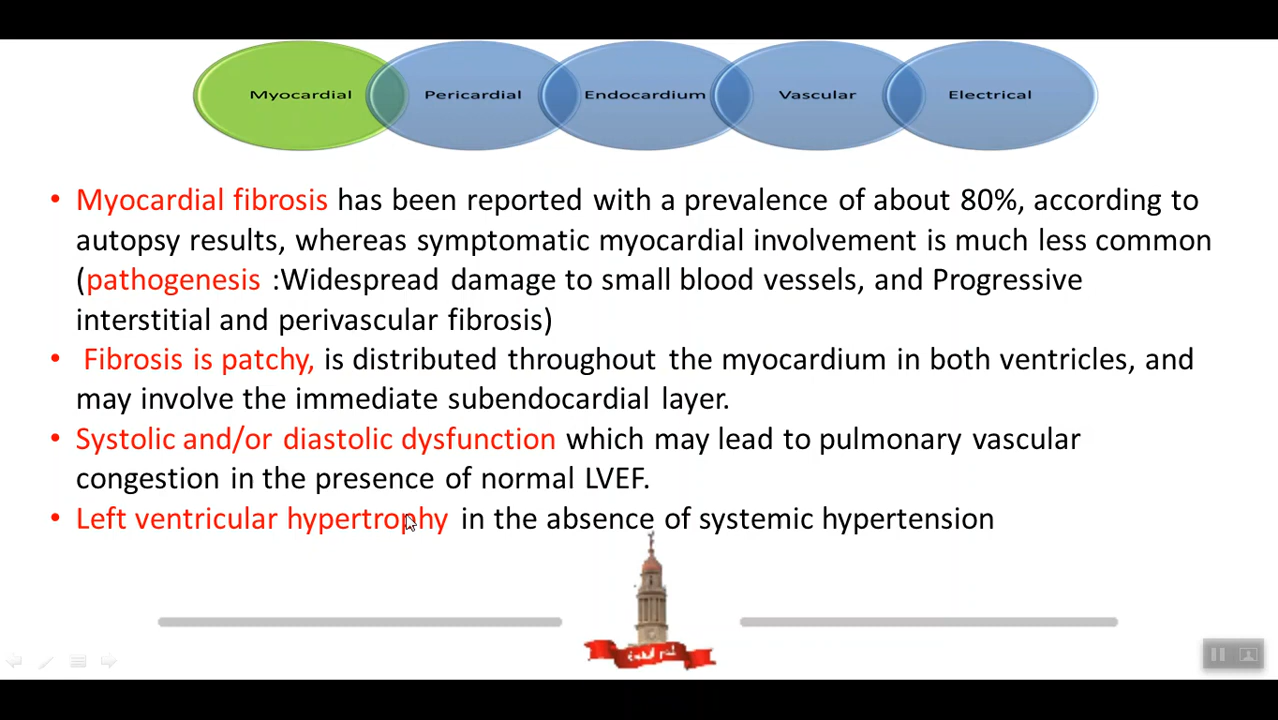 Myocardial Pericardial Endocardium Vascular Electrical
• Myocardial fibrosis has been reported with a prevalence of about 80%, according to
autopsy results, whereas symptomatic myocardial involvement is much less common
(pathogenesis :Widespread damage to small blood vessels, and Progressive
interstitial and perivascular fibrosis)
• Fibrosis is patchy, is distributed throughout the myocardium in both ventricles, and
may involve the immediate subendocardial layer.
• Systolic and/or diastolic dysfunction which may lead to pulmonary vascular
congestion in the presence of normal LVEF.
• Left ventricular hypertrophy in the absence of systemic hypertension